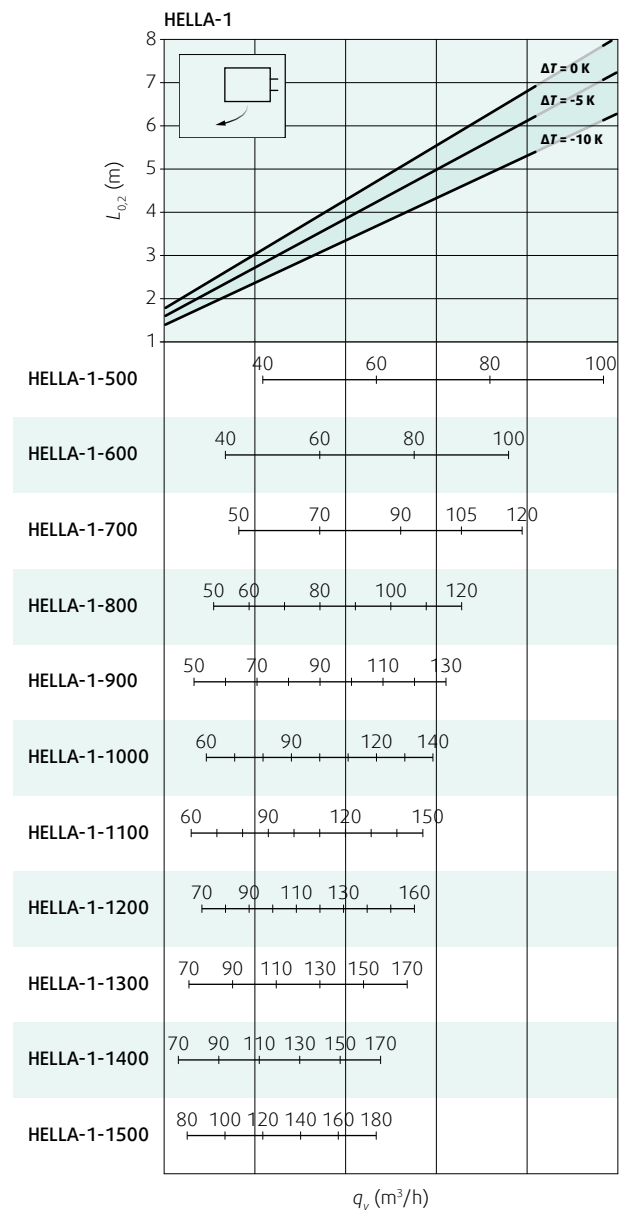 HELLA-1
8
7
6
5
4
3
2
1
L0,2 (m)
ΔT = 0 K
ΔT = -5 K
ΔT = -10 K
HELLA-1-500 40 60 80 100
HELLA-1-600 40 60 80 100
HELLA-1-700 50 70 90 105 120
HELLA-1-800 50 60 80 100 120
HELLA-1-900 50 70 90 110 130
HELLA-1-1000 60 90 120 140
HELLA-1-1100 60 90 120 150
HELLA-1-1200 70 90 110 130 160
HELLA-1-1300 70 90 110 130 150 170
HELLA-1-1400 70 90 110 130 150 170
HELLA-1-1500 80 100 120 140 160 180
qv (m³/h)